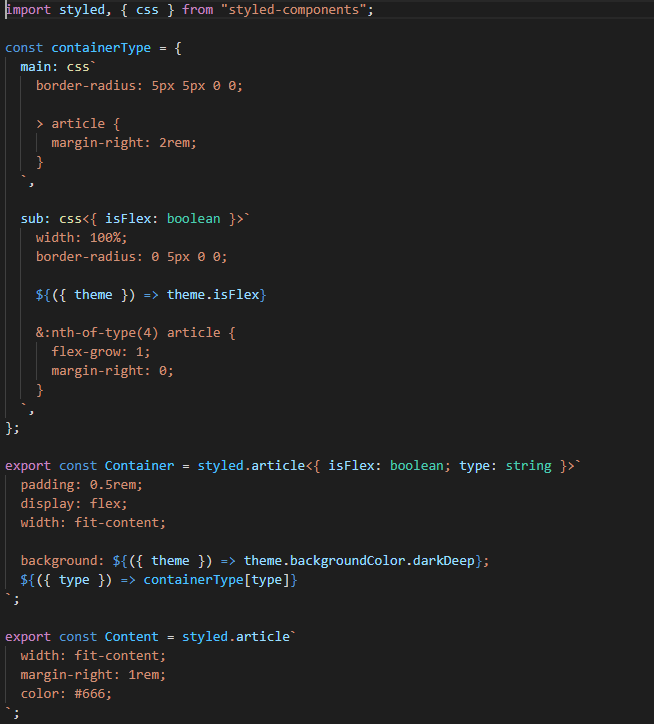 import styled, { css } from "styled-components";

const containerType = {
  main: css`
    border-radius: 5px 5px 0 0;

    > article {
      margin-right: 2rem;
    }
  `,

  sub: css<{ isFlex: boolean }>`
    width: 100%;
    border-radius: 0 5px 0 0;

    ${({ theme }) => theme.isFlex}

    &:nth-of-type(4) article {
      flex-grow: 1;
      margin-right: 0;
    }
  `,
};

export const Container = styled.article<{ isFlex: boolean; type: string }>`
  padding: 0.5rem;
  display: flex;
  width: fit-content;

  background: ${({ theme }) => theme.backgroundColor.darkDeep};
  ${({ type }) => containerType[type]}
`;

export const Content = styled.article`
  width: fit-content;
  margin-right: 1rem;
  color: #666;
`;